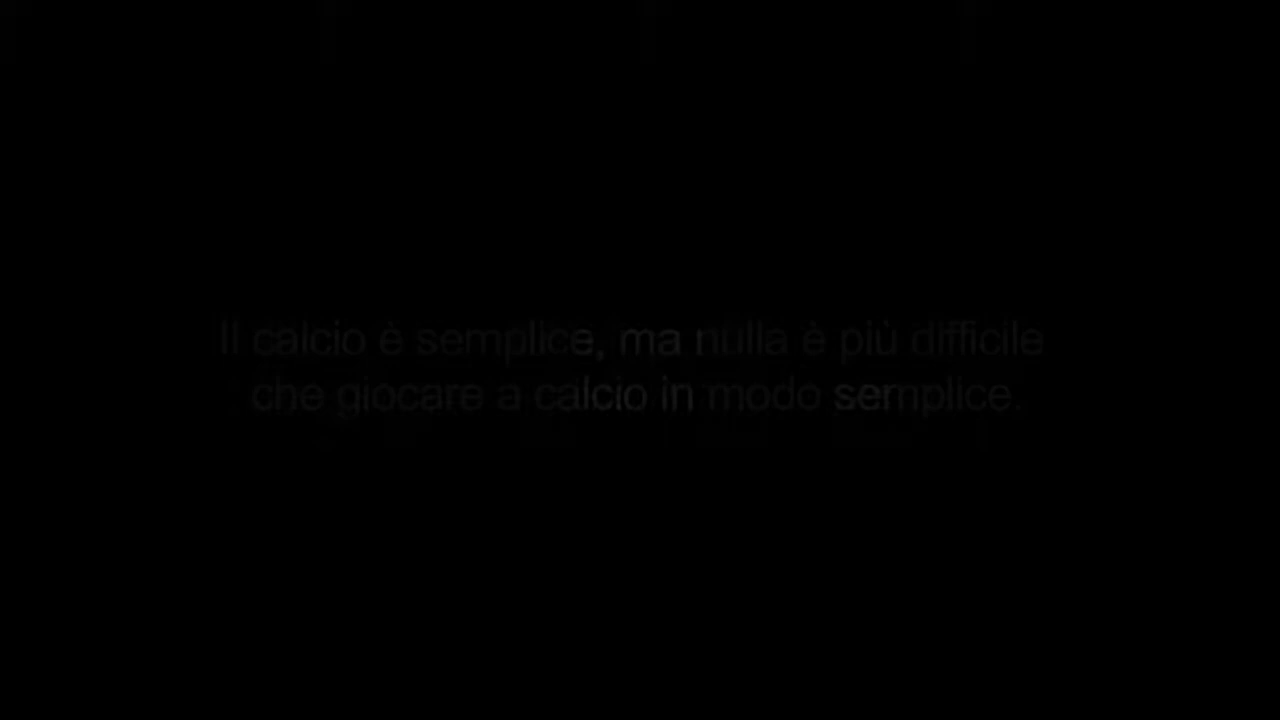 Il calcio è semplice, ma nulla è più difficile
che giocare a calcio in modo semplice.